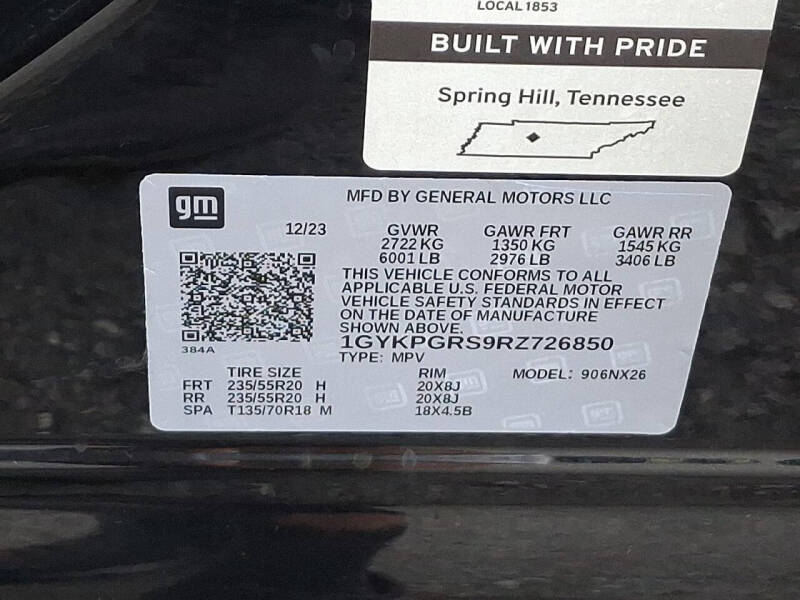 LOCAL 1853
BUILT WITH PRIDE
Spring Hill, Tennessee
gm
MFD BY GENERAL MOTORS LLC
12/23 GVWR GAWR FRT GAWR RR
2722 KG 1350 KG 1545 KG
6001 LB 2976 LB 3406 LB
THIS VEHICLE CONFORMS TO ALL
APPLICABLE U.S. FEDERAL MOTOR
VEHICLE SAFETY STANDARDS IN EFFECT
ON THE DATE OF MANUFACTURE
SHOWN ABOVE.
384A
1GYKPGRS9RZ726850
TYPE: MPV
TIRE SIZE RIM MODEL: 906NX26
FRT 235/55R20 H 20X8J
RR 235/55R20 H 20X8J
SPA T135/70R18 M 18X4.5B